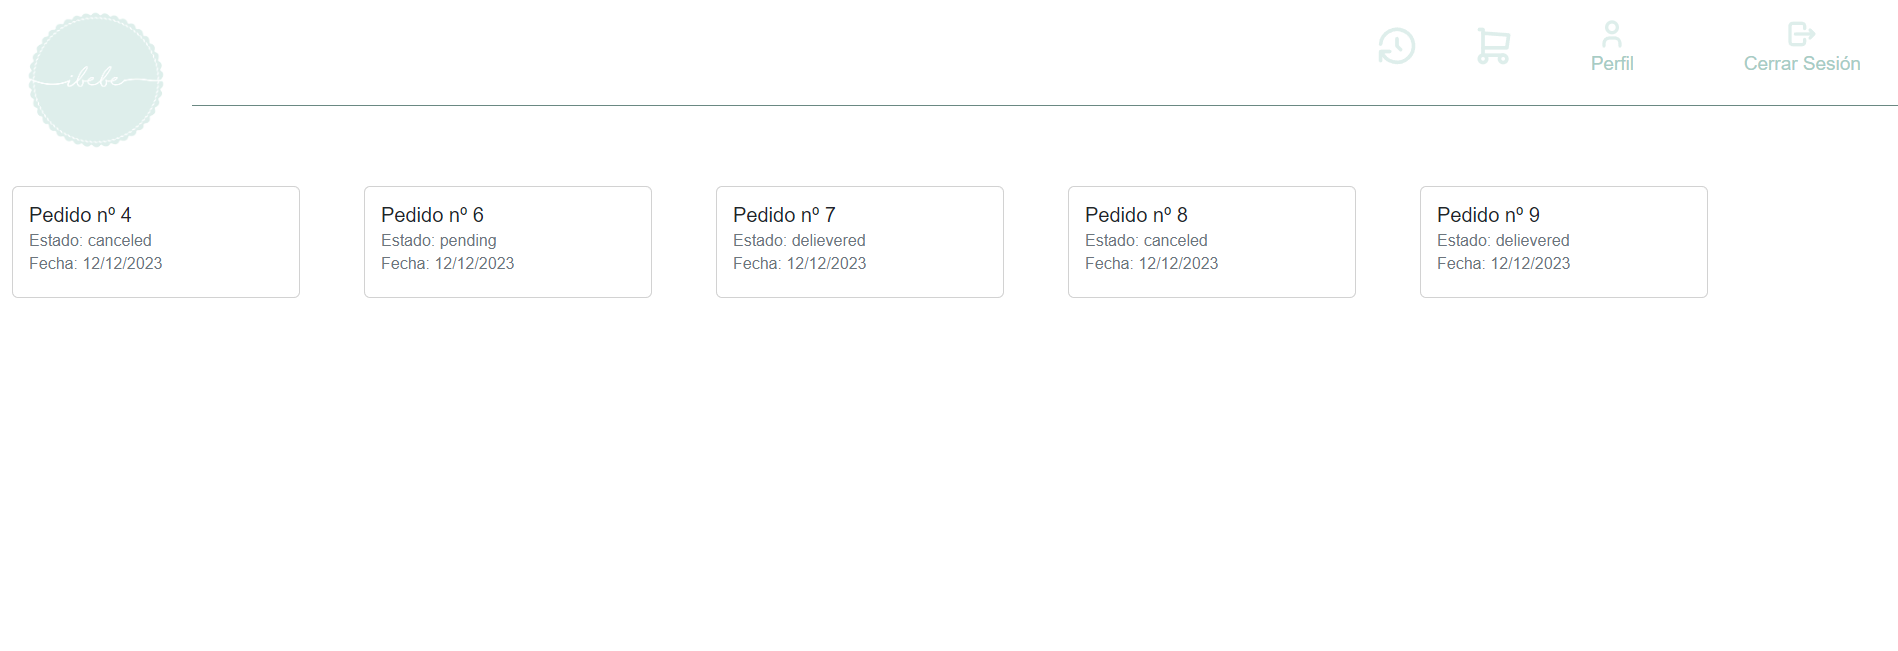 ibebe
Perfil
Cerrar Sesión
Pedido nº 4
Estado: canceled
Fecha: 12/12/2023
Pedido nº 6
Estado: pending
Fecha: 12/12/2023
Pedido nº 7
Estado: delievered
Fecha: 12/12/2023
Pedido nº 8
Estado: canceled
Fecha: 12/12/2023
Pedido nº 9
Estado: delievered
Fecha: 12/12/2023